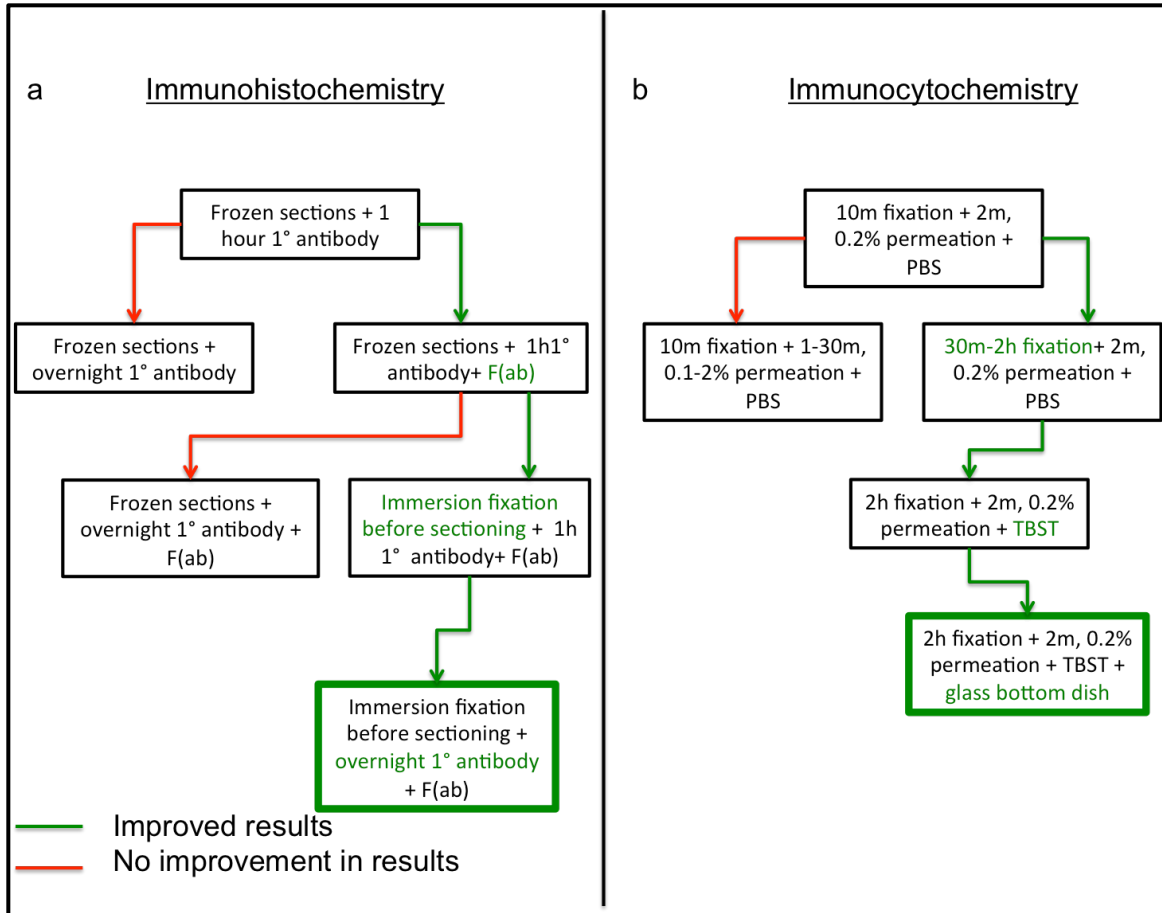 a
Immunohistochemistry
Frozen sections + 1
hour 1° antibody
Frozen sections +
overnight 1° antibody
Frozen sections +  1h1°
antibody+ F(ab)
Frozen sections +
overnight 1° antibody +
F(ab)
Immersion fixation
before sectioning +  1h
1°  antibody+ F(ab)
Immersion fixation
before sectioning +
overnight 1° antibody
+ F(ab)
Improved results
No improvement in results
b
Immunocytochemistry
10m fixation + 2m,
0.2% permeation +
PBS
10m fixation + 1-30m,
0.1-2% permeation +
PBS
30m-2h fixation+ 2m,
0.2% permeation +
PBS
2h fixation + 2m, 0.2%
permeation + TBST
2h fixation + 2m, 0.2%
permeation + TBST +
glass bottom dish